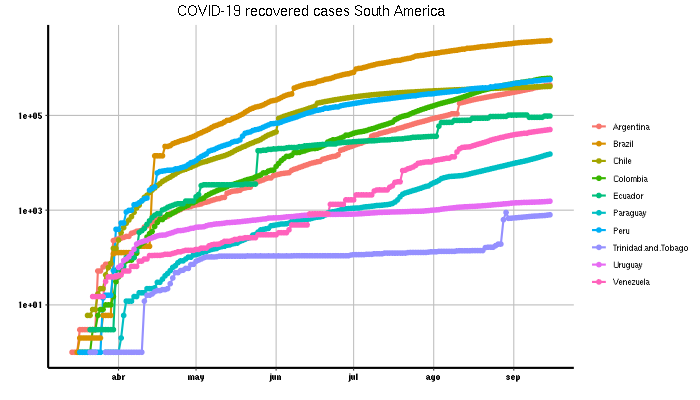 COVID-19 recovered cases South America
1e+05
1e+03
1e+01
abr
may
jun
jul
ago
sep
Argentina
Brazil
Chile
Colombia
Ecuador
Paraguay
Peru
Trinidad.and.Tobago
Uruguay
Venezuela